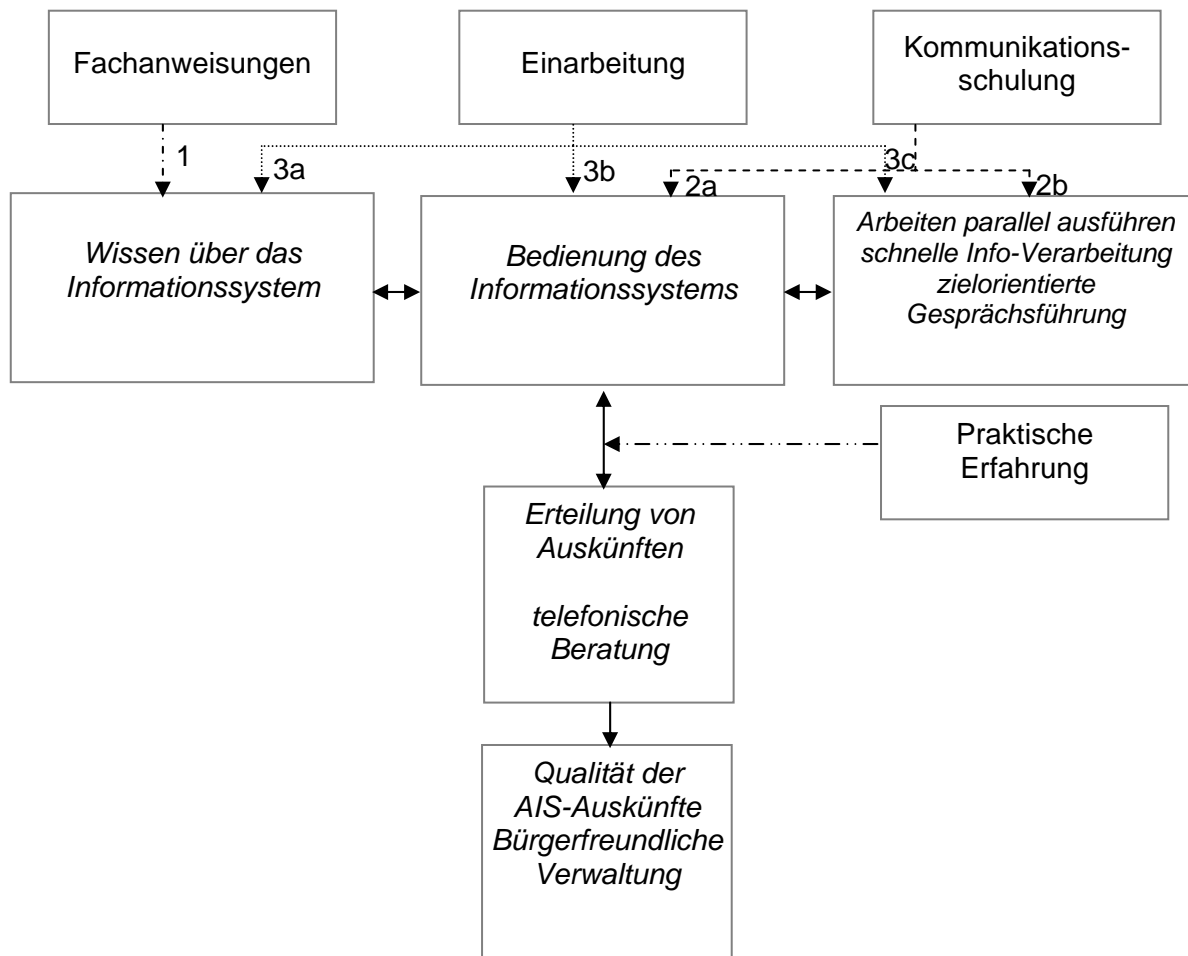 Fachanweisungen
Einarbeitung
Kommunikations-
schulung
1
3a
3b
3c
2a
2b
Wissen über das
Informationssystem
Bedienung des
Informationssystems
Arbeiten parallel ausführen
schnelle Info-Verarbeitung
zielorientierte
Gesprächsführung
Praktische
Erfahrung
Erteilung von
Auskünften
telefonische
Beratung
Qualität der
AIS-Auskünfte
Bürgerfreundliche
Verwaltung